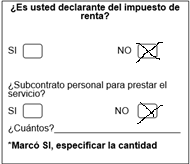 ¿Es usted declarante del impuesto de
renta?
SI NO
¿Subcontrato personal para prestar el
servicio?
SI NO
¿Cuántos?
*Marcó SI, especificar la cantidad